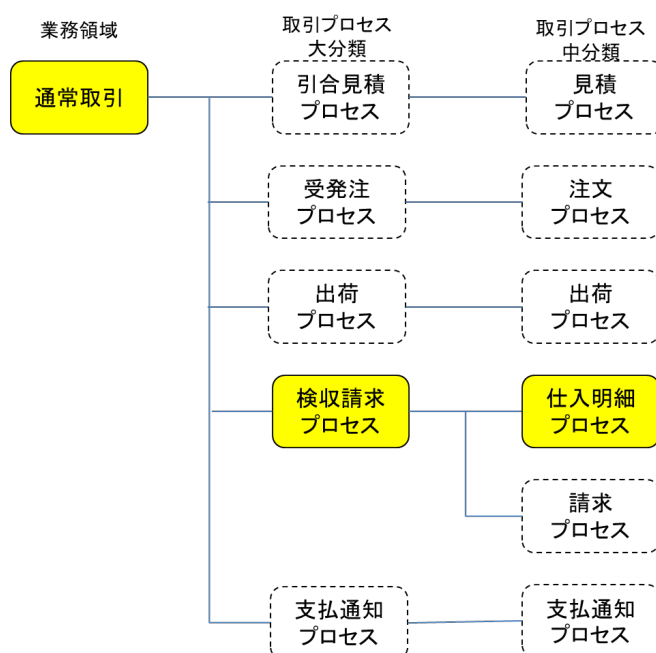 業務領域
取引プロセス
大分類
取引プロセス
中分類
通常取引
引合見積
プロセス
見積
プロセス
受発注
プロセス
注文
プロセス
出荷
プロセス
出荷
プロセス
検収請求
プロセス
仕入明細
プロセス
請求
プロセス
支払通知
プロセス
支払通知
プロセス